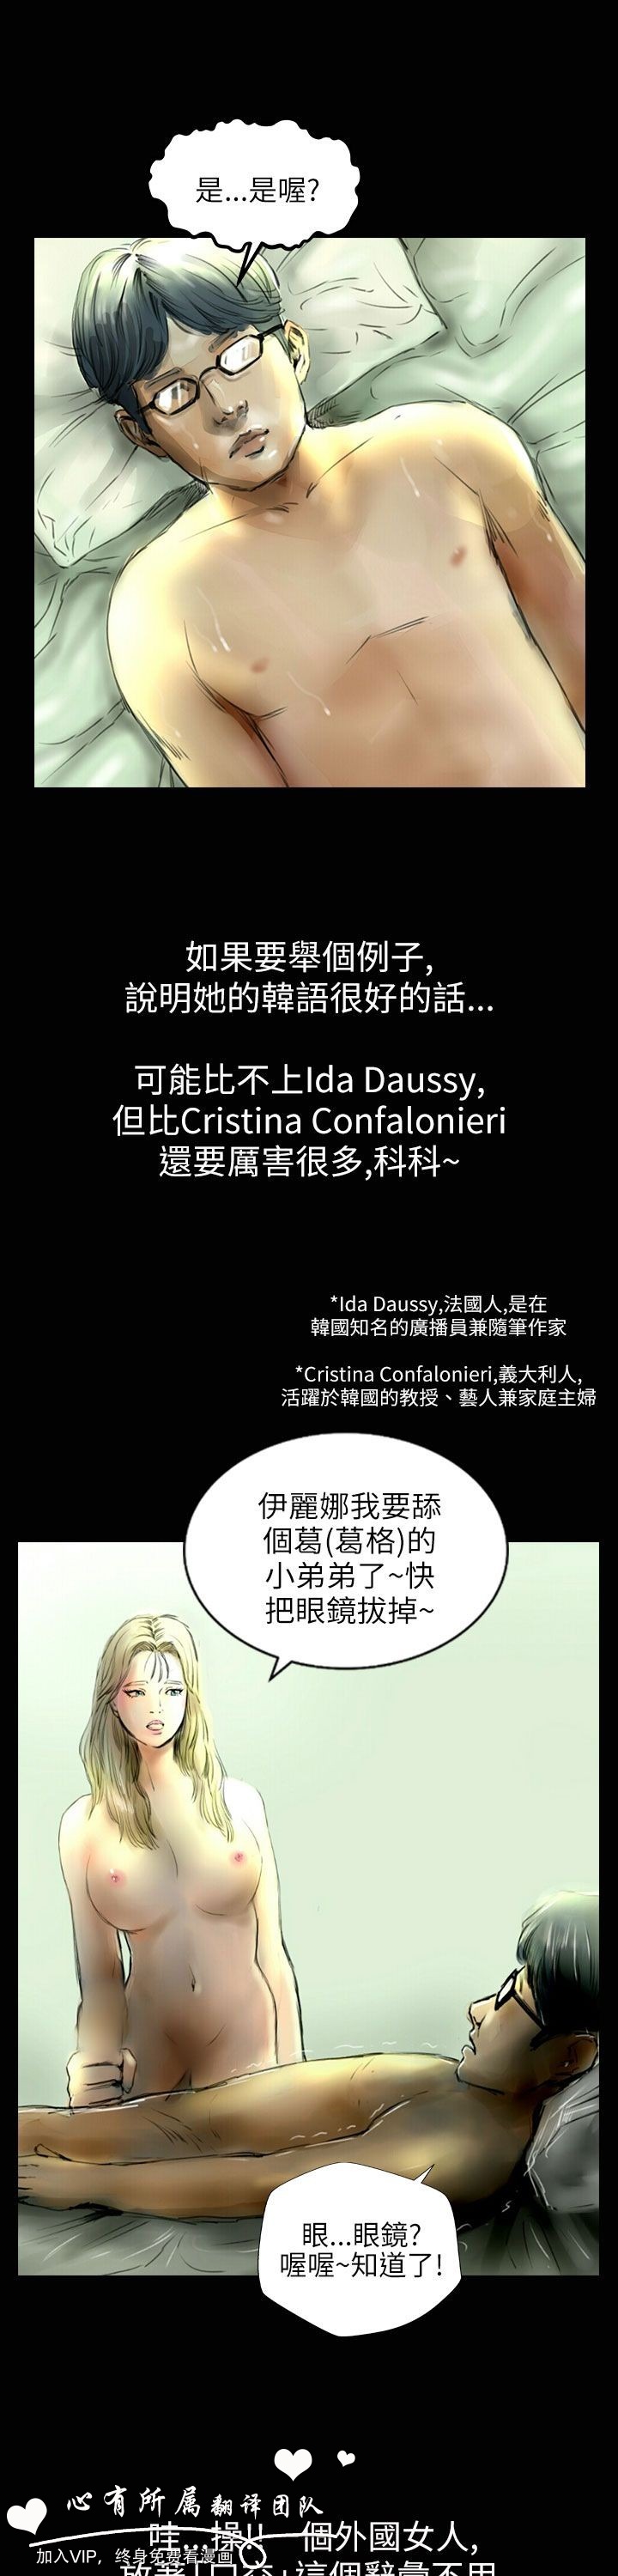 是...是喔?
如果要舉個例子,
說明她的韓語很好的話...
可能比不上Ida Daussy,
但比Cristina Confalonieri
還要厲害很多,科科~
*Ida Daussy,法國人,是在
韓國知名的廣播員兼隨筆作家
*Cristina Confalonieri,義大利人,
活躍於韓國的教授、藝人兼家庭主婦
伊麗娜我要舔
個葛(葛格)的
小弟弟了~快
把眼鏡拔掉~
眼...眼鏡?
喔喔~知道了!
心有所属翻译团队
哇...操!!一個外國女人,
加入VIP，终身免费看漫画